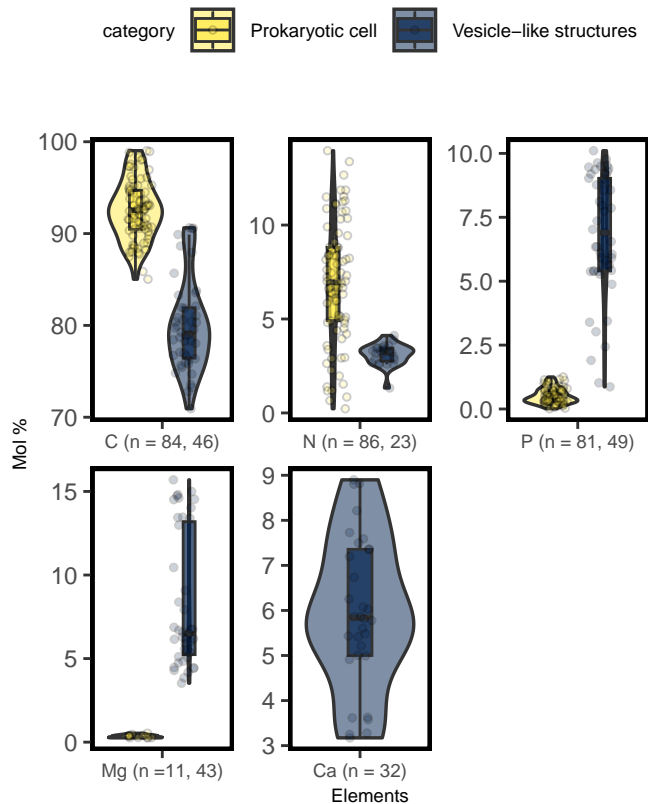 category Prokaryotic cell Vesicle−like structures
100
90
80
70
C (n = 84, 46)
10
5
0
N (n = 86, 23)
10.0
7.5
5.0
2.5
0.0
P (n = 81, 49)
Mol %
15
10
5
0
Mg (n =11, 43)
9
8
7
6
5
4
3
Ca (n = 32)
Elements